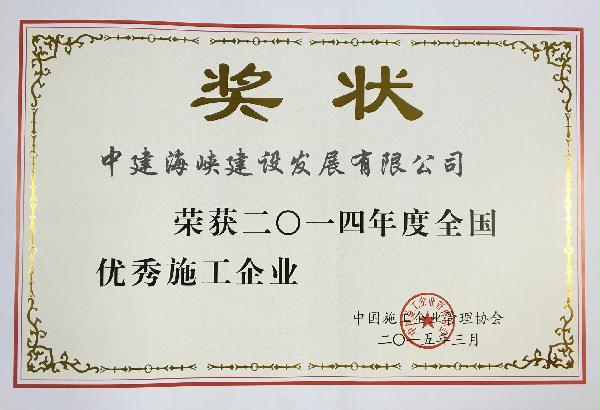 奖状
中建海峡建设发展有限公司
荣获二〇一四年度全国
优秀施工企业
中国施工企业管理协会
二〇一五年三月